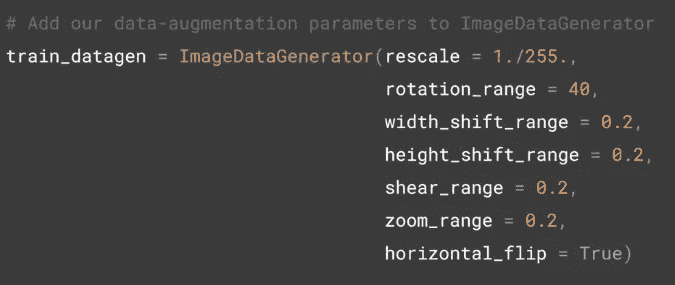 # Add our data-augmentation parameters to ImageDataGenerator
train_datagen = ImageDataGenerator(rescale = 1./255.,
rotation_range = 40,
width_shift_range = 0.2,
height_shift_range = 0.2,
shear_range = 0.2,
zoom_range = 0.2,
horizontal_flip = True)